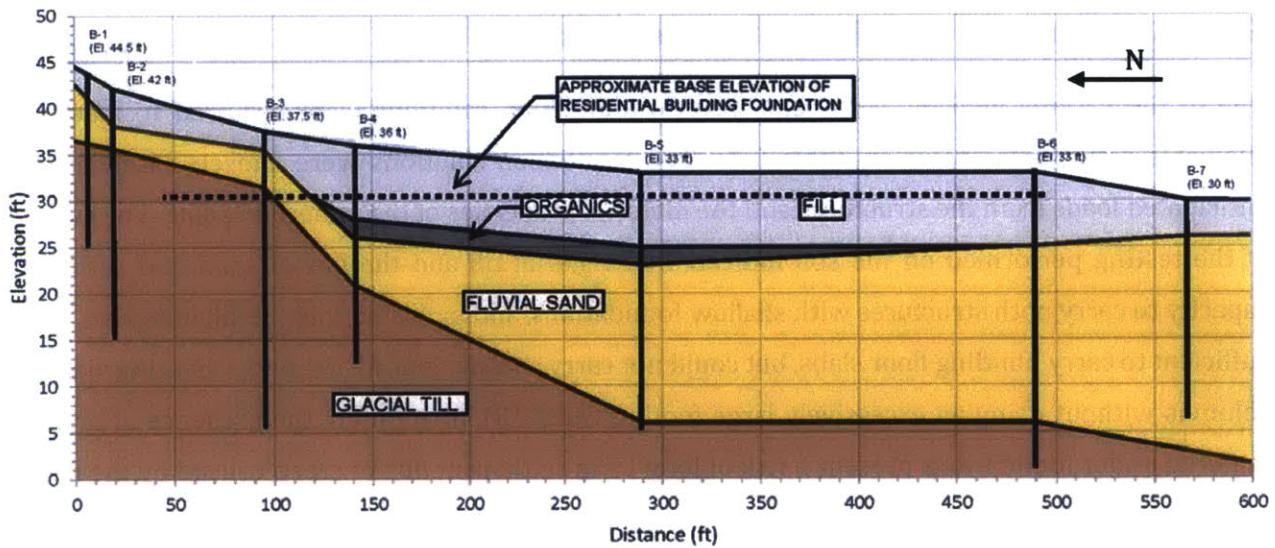 50
45
40
35
30
25
20
15
10
5
0
Elevation (ft)
B-1
(El. 44.5 ft)
B-2
(El. 42 ft)
B-3
(El. 37.5 ft)
B-4
(El. 36 ft)
APPROXIMATE BASE ELEVATION OF
RESIDENTIAL BUILDING FOUNDATION
N
B-5
(El. 33 ft)
B-6
(El. 33 ft)
B-7
(El. 30 ft)
ORGANICS
FILL
FLUVIAL SAND
GLACIAL TILL
0 50 100 150 200 250 300 350 400 450 500 550 600
Distance (ft)